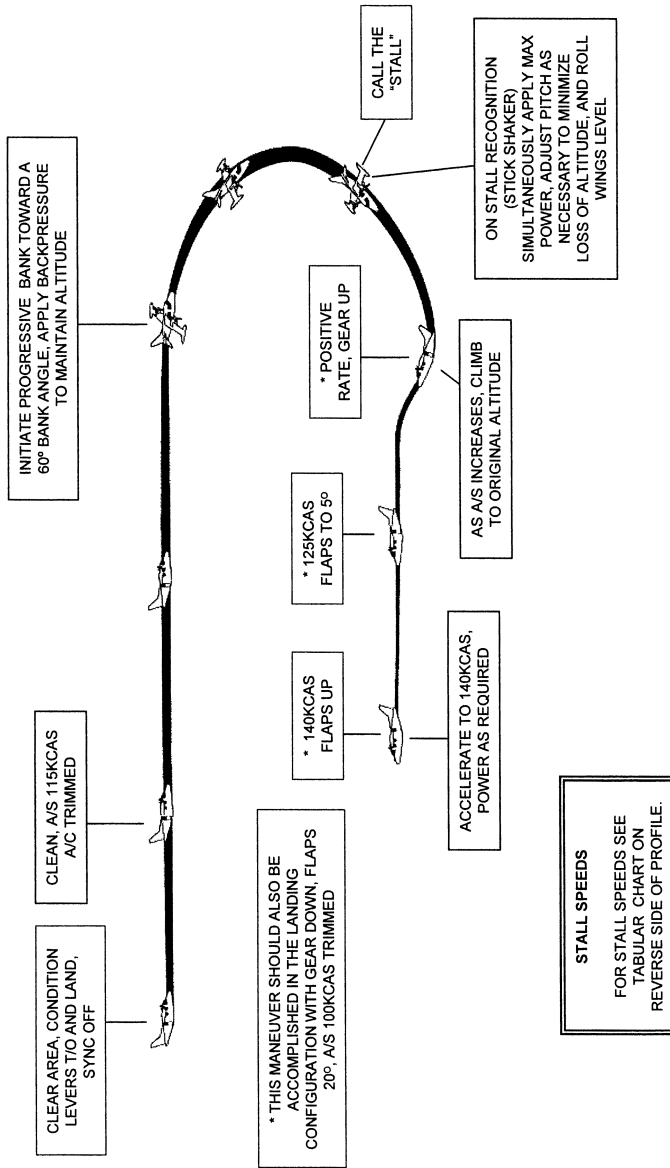 CLEAR AREA, CONDITION
LEVERS T/O AND LAND,
SYNC OFF
CLEAN, A/S 115KCAS
A/C TRIMMED
INITIATE PROGRESSIVE BANK TOWARD A
60º BANK ANGLE, APPLY BACKPRESSURE
TO MAINTAIN ALTITUDE
CALL THE
"STALL"
ON STALL RECOGNITION
(STICK SHAKER)
SIMULTANEOUSLY APPLY MAX
POWER, ADJUST PITCH AS
NECESSARY TO MINIMIZE
LOSS OF ALTITUDE, AND ROLL
WINGS LEVEL
* POSITIVE
RATE, GEAR UP
AS A/S INCREASES, CLIMB
TO ORIGINAL ALTITUDE
* 125KCAS
FLAPS TO 5º
* 140KCAS
FLAPS UP
ACCELERATE TO 140KCAS,
POWER AS REQUIRED
* THIS MANEUVER SHOULD ALSO BE
ACCOMPLISHED IN THE LANDING
CONFIGURATION WITH GEAR DOWN, FLAPS
20º, A/S 100KCAS TRIMMED
STALL SPEEDS
FOR STALL SPEEDS SEE
TABULAR CHART ON
REVERSE SIDE OF PROFILE.